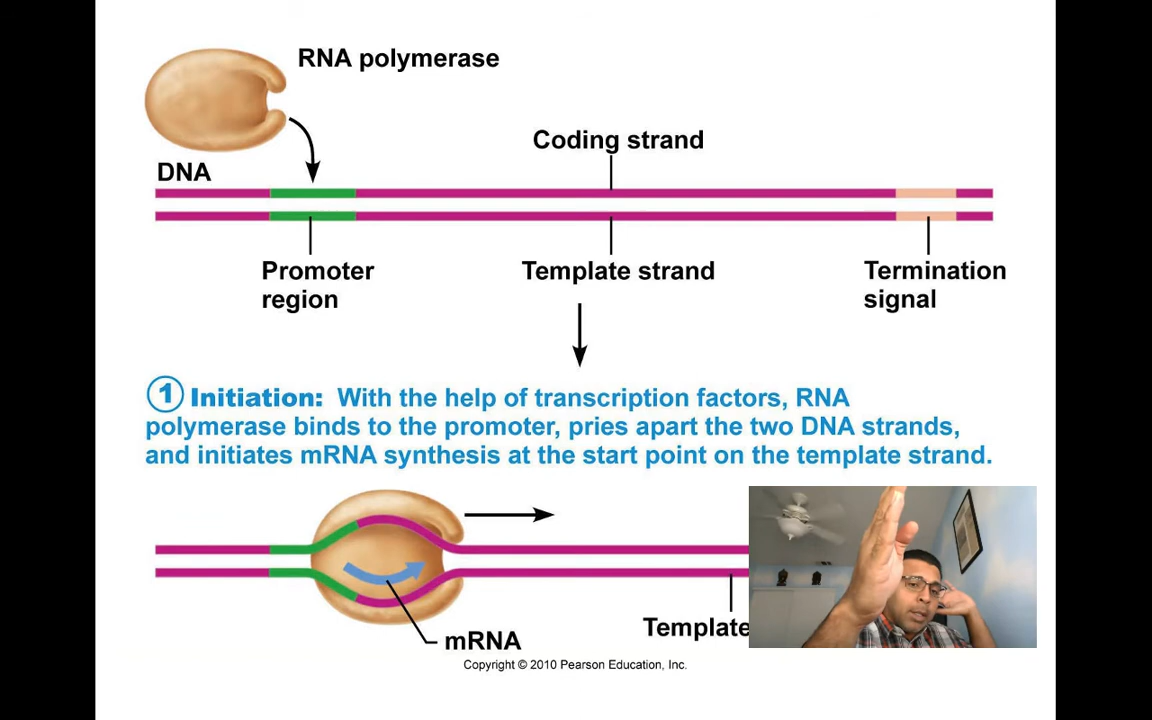 RNA polymerase
Coding strand
DNA
Promoter
region
Template strand
Termination
signal
1 Initiation: With the help of transcription factors, RNA
polymerase binds to the promoter, pries apart the two DNA strands,
and initiates mRNA synthesis at the start point on the template strand.
Template
mRNA
Copyright © 2010 Pearson Education, Inc.